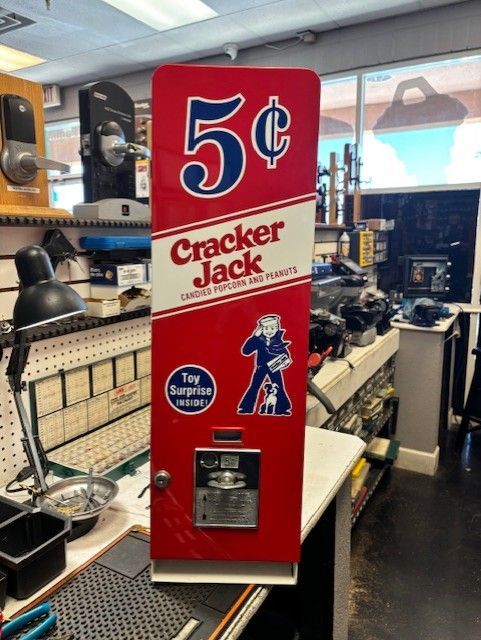 5¢
Cracker
Jack
CANDIED POPCORN AND PEANUTS
Toy
Surprise
INSIDE!